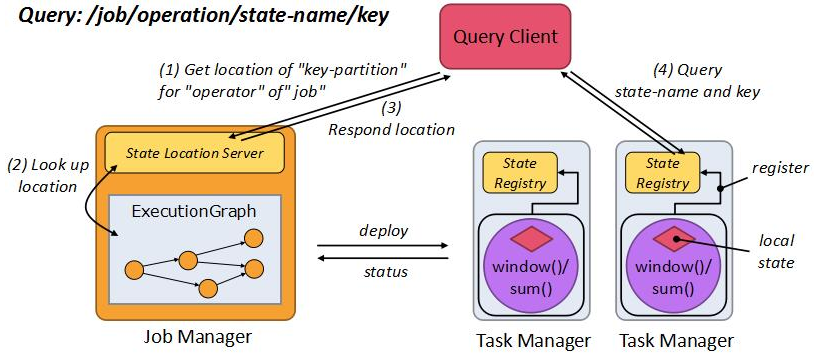 Query: /job/operation/state-name/key
Query Client
(1) Get location of "key-partition"
for "operator" of" job"
(3)
Respond location
(4) Query
state-name and key
State Location Server
(2) Look up
location
ExecutionGraph
deploy
status
State
Registry
window()/
sum()
State
Registry
window()/
sum()
register
local
state
Job Manager
Task Manager
Task Manager